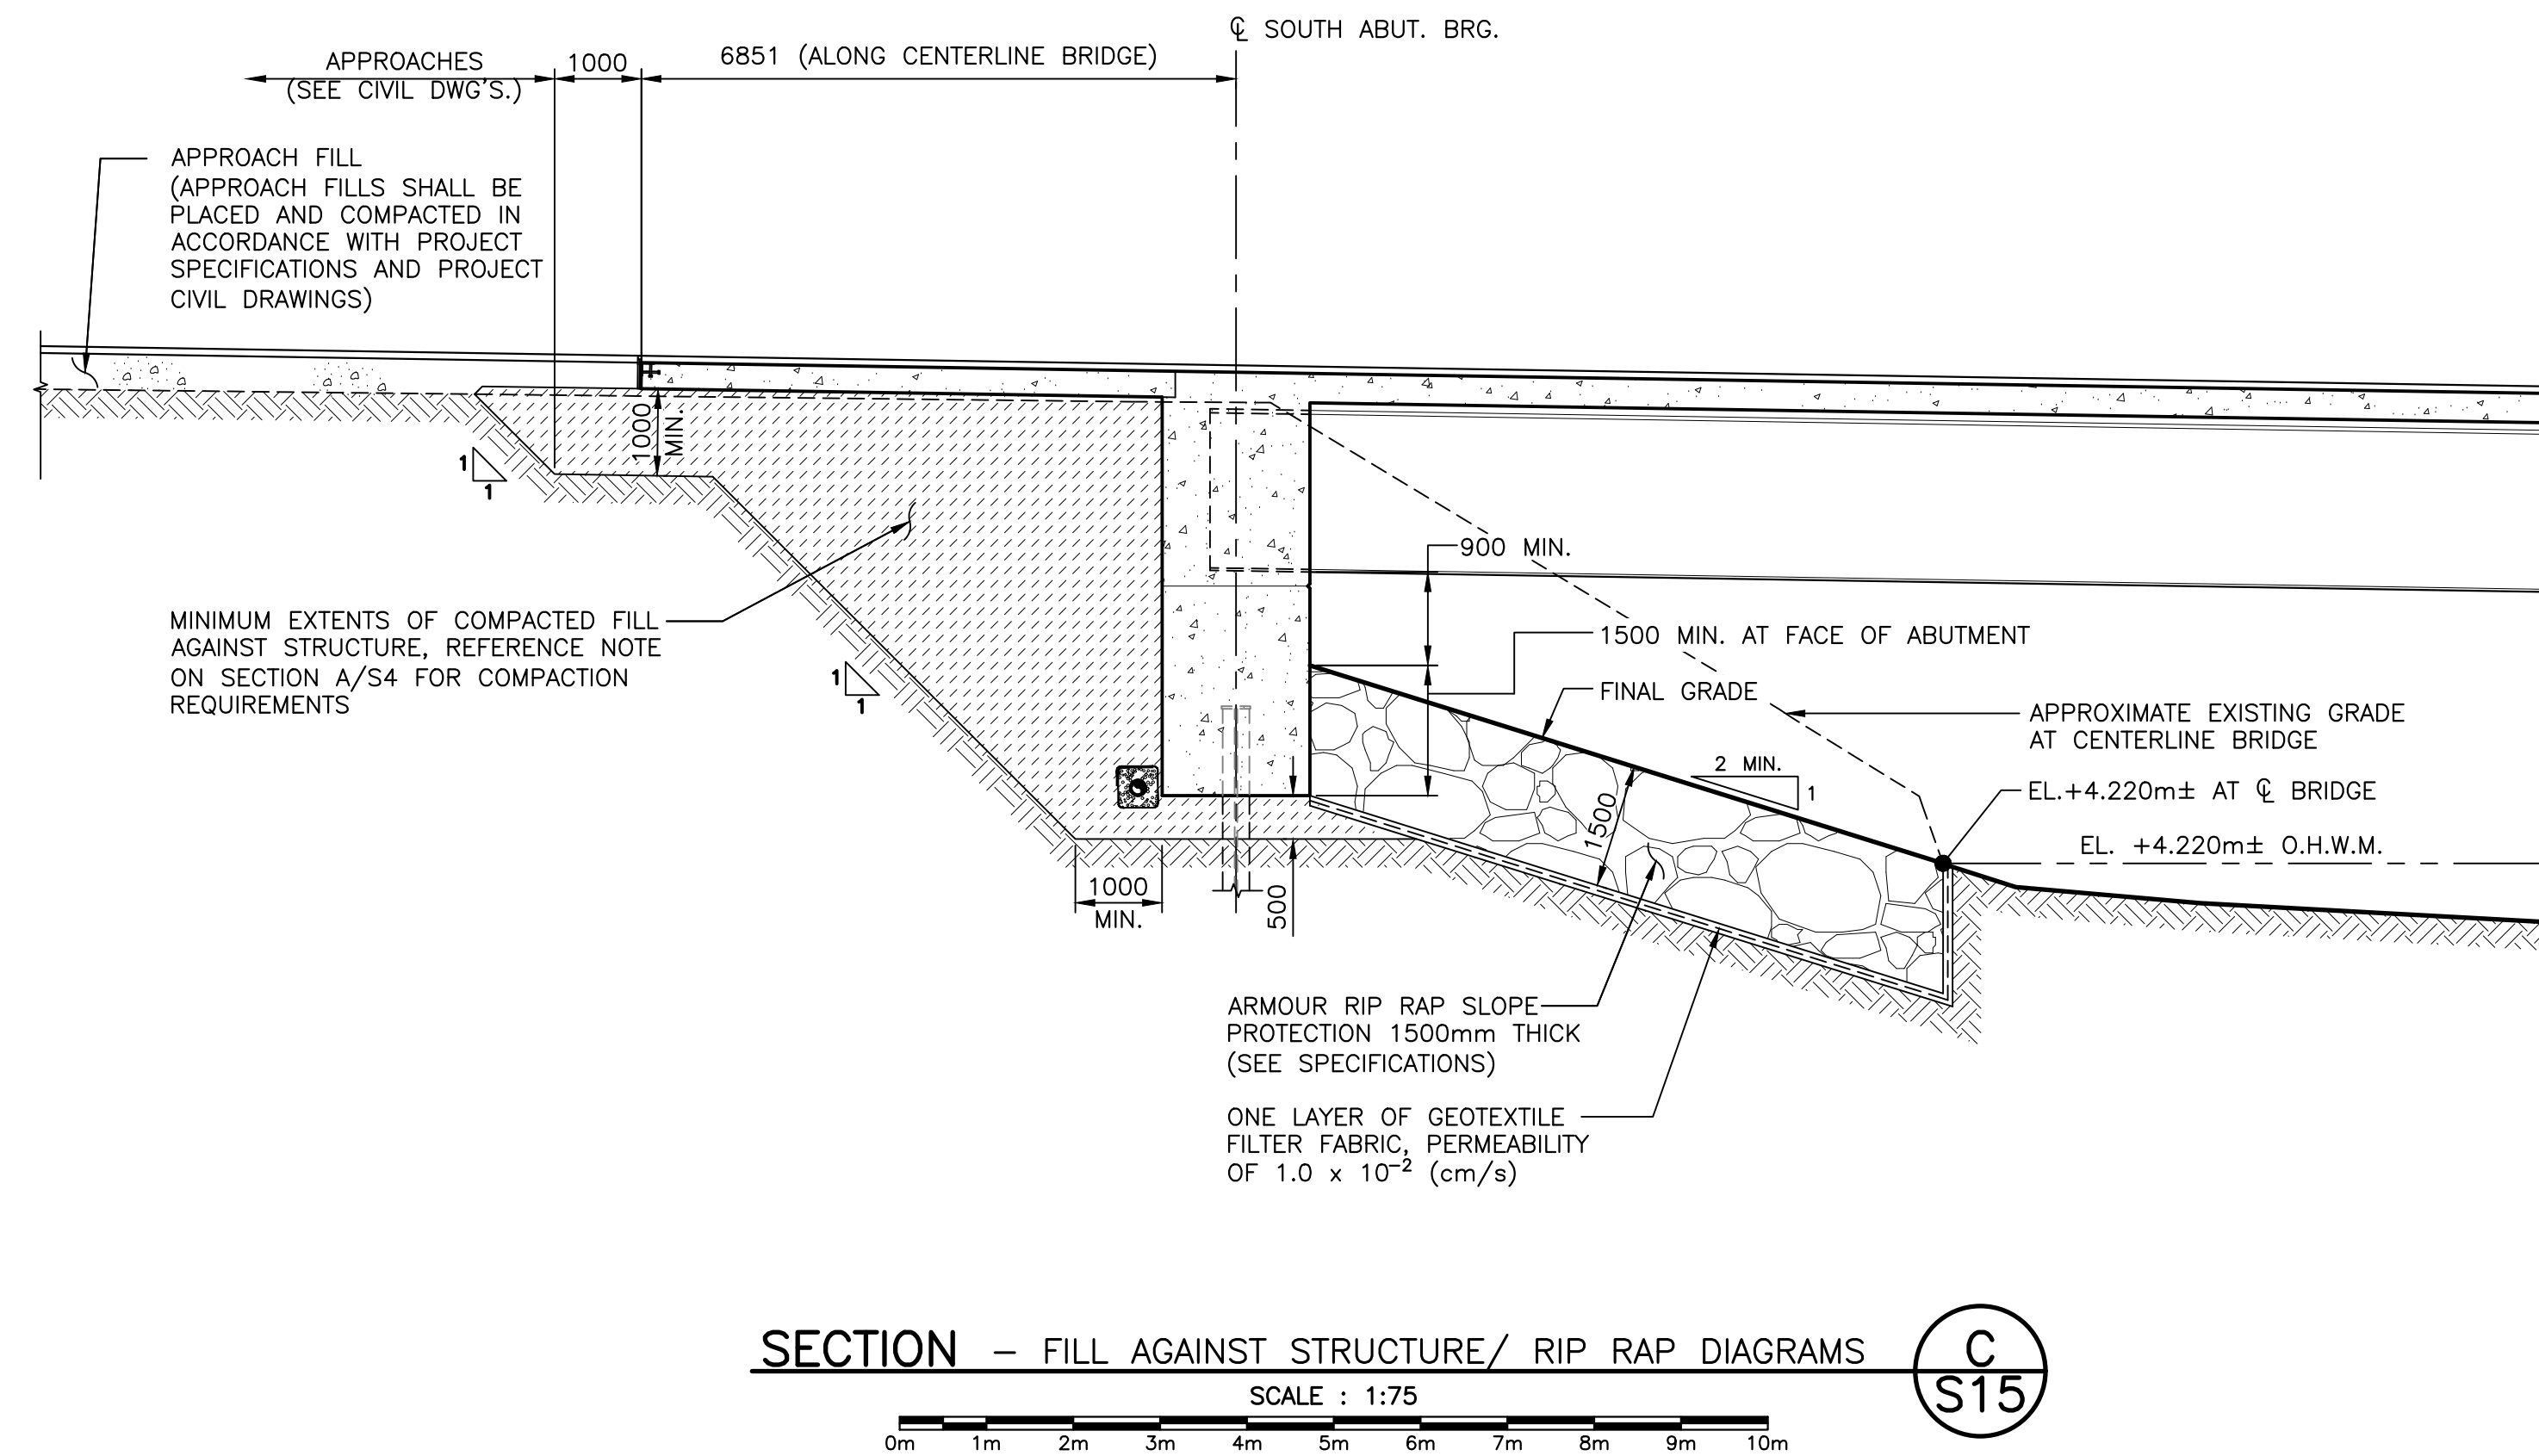 ℄ SOUTH ABUT. BRG.
APPROACHES
(SEE CIVIL DWG'S.)
1000
6851 (ALONG CENTERLINE BRIDGE)
APPROACH FILL
(APPROACH FILLS SHALL BE
PLACED AND COMPACTED IN
ACCORDANCE WITH PROJECT
SPECIFICATIONS AND PROJECT
CIVIL DRAWINGS)
1000
MIN.
1
1
900 MIN.
MINIMUM EXTENTS OF COMPACTED FILL
AGAINST STRUCTURE, REFERENCE NOTE
ON SECTION A/S4 FOR COMPACTION
REQUIREMENTS
1
1
1500 MIN. AT FACE OF ABUTMENT
FINAL GRADE
APPROXIMATE EXISTING GRADE
AT CENTERLINE BRIDGE
2 MIN.
1
1500
EL.+4.220m± AT ℄ BRIDGE
EL. +4.220m± O.H.W.M.
1000
MIN.
500
ARMOUR RIP RAP SLOPE
PROTECTION 1500mm THICK
(SEE SPECIFICATIONS)
ONE LAYER OF GEOTEXTILE
FILTER FABRIC, PERMEABILITY
OF 1.0 x 10⁻² (cm/s)
SECTION - FILL AGAINST STRUCTURE/ RIP RAP DIAGRAMS
C
S15
SCALE : 1:75
0m 1m 2m 3m 4m 5m 6m 7m 8m 9m 10m